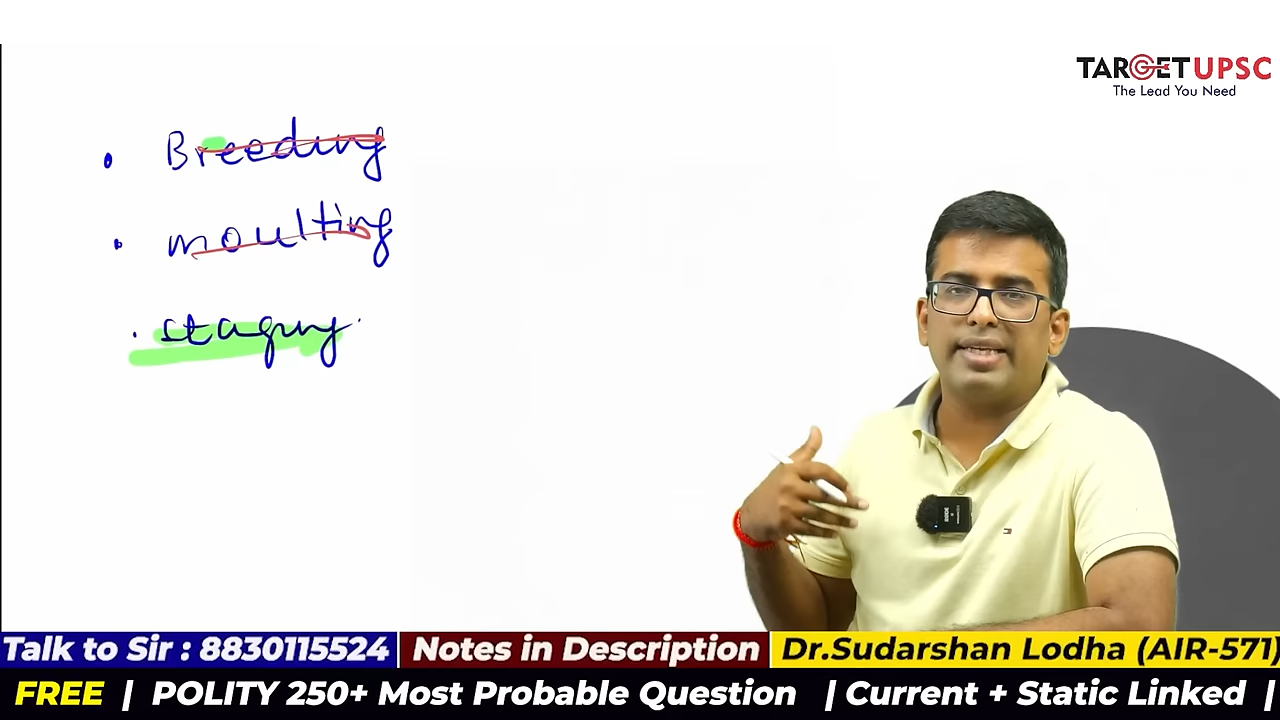 TARGETUPSC
The Lead You Need
• Breeding
• moulting
• staging
Talk to Sir : 8830115524
Notes in Description
Dr.Sudarshan Lodha (AIR-571)
FREE | POLITY 250+ Most Probable Question | Current + Static Linked |